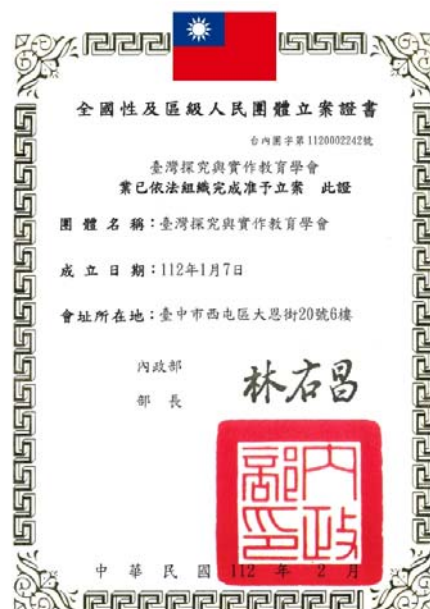 全國性及區級人民團體立案證書
台內團字第1120002242號
臺灣探究與實作教育學會
業已依法組織完成准予立案 此證
團體名稱：臺灣探究與實作教育學會
成立日期：112年1月7日
會址所在地：臺中市西屯區大恩街20號6樓
內政部
部長
林右昌
內政部印
中華民國112年2月